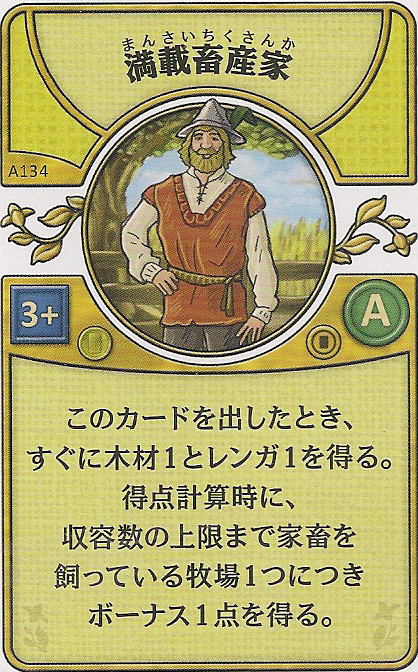 まんさいちくさんか
満載畜産家
A134
3+
A
このカードを出したとき、
すぐに木材1とレンガ1を得る。
得点計算時に、
収容数の上限まで家畜を
飼っている牧場1つにつき
ボーナス1点を得る。